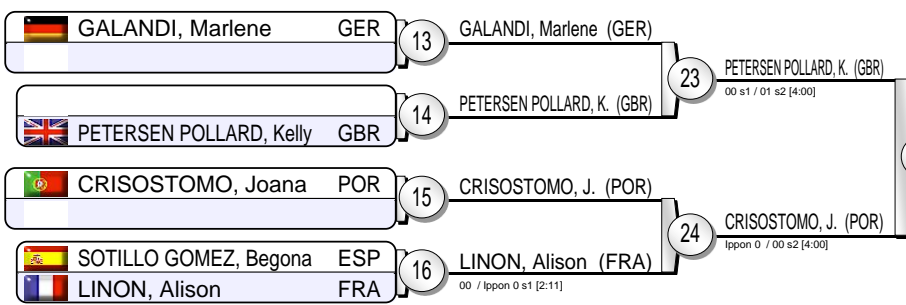 GALANDI, Marlene GER
13
GALANDI, Marlene (GER)
23
PETERSEN POLLARD, K. (GBR)
00 s1 / 01 s2 [4:00]
PETERSEN POLLARD, Kelly GBR
14
PETERSEN POLLARD, K. (GBR)
CRISOSTOMO, Joana POR
15
CRISOSTOMO, J. (POR)
24
CRISOSTOMO, J. (POR)
Ippon 0 / 00 s2 [4:00]
SOTILLO GOMEZ, Begona ESP
LINON, Alison FRA
16
LINON, Alison (FRA)
00 / Ippon 0 s1 [2:11]